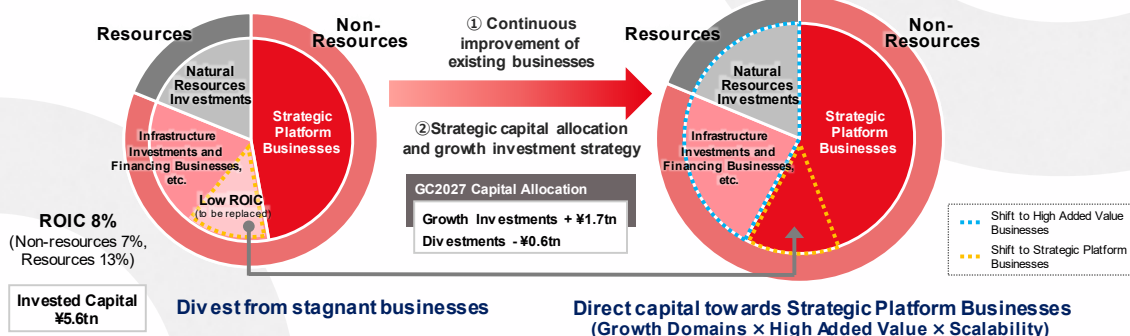 Resources
Non-
Resources
Natural
Resources
Investments
Strategic
Platform
Businesses
Infrastructure
Investments and
Financing Businesses,
etc.
Low ROIC
(to be replaced)
ROIC 8%
(Non-resources 7%,
Resources 13%)
Invested Capital
¥5.6tn
Divest from stagnant businesses
① Continuous
improvement of
existing businesses
②Strategic capital allocation
and growth investment strategy
GC2027 Capital Allocation
Growth Investments + ¥1.7tn
Divestments - ¥0.6tn
Resources
Non-
Resources
Natural
Resources
Investments
Strategic
Platform
Businesses
Infrastructure
Investments and
Financing Businesses,
etc.
Shift to High Added Value
Businesses
Shift to Strategic Platform
Businesses
Direct capital towards Strategic Platform Businesses
(Growth Domains × High Added Value × Scalability)